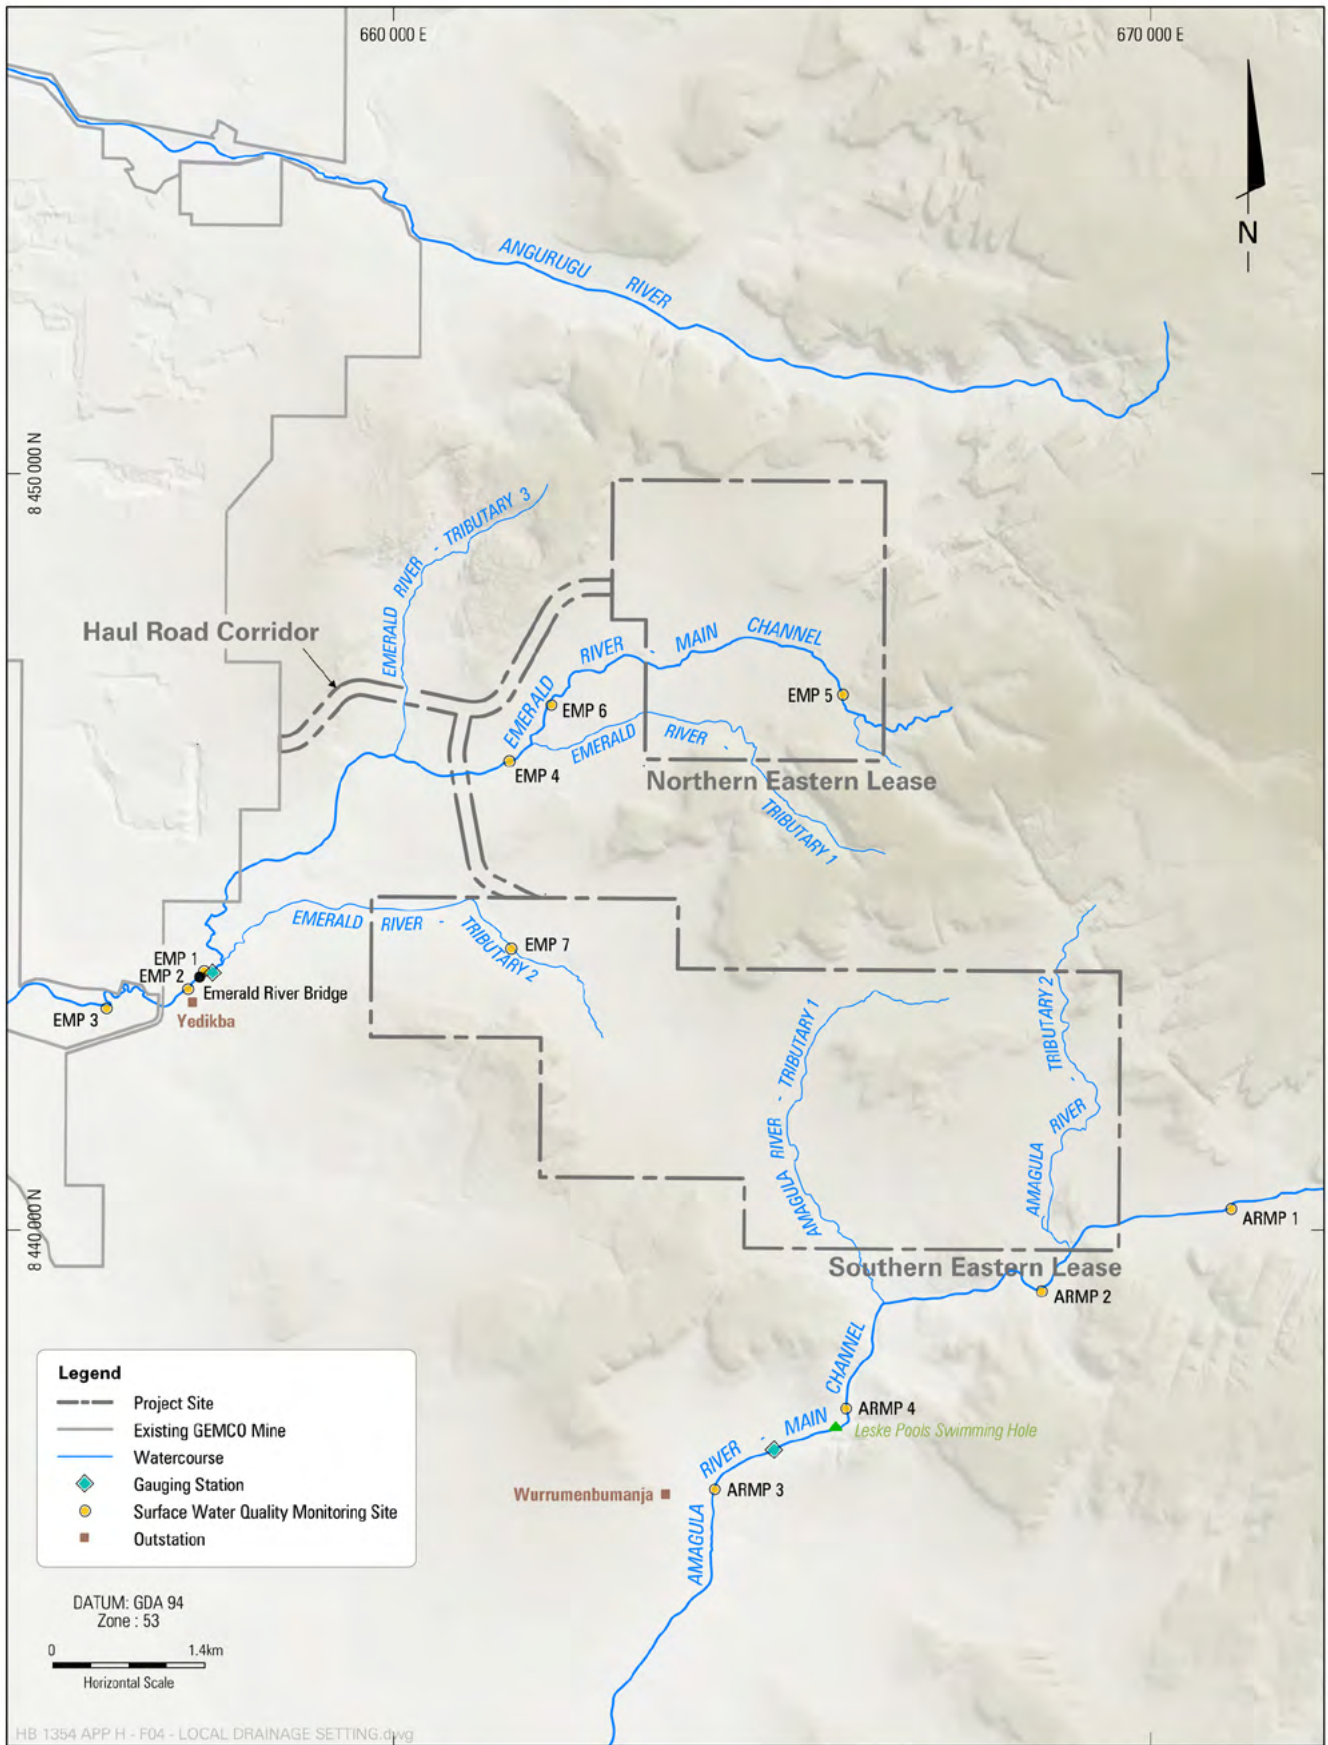 660 000 E
670 000 E
N
ANGURUGU RIVER
8 450 000 N
EMERALD RIVER - TRIBUTARY 3
Haul Road Corridor
EMERALD RIVER - MAIN CHANNEL
EMP 5
EMP 6
EMERALD RIVER - TRIBUTARY 1
EMP 4
Northern Eastern Lease
EMERALD RIVER - TRIBUTARY 2
EMP 7
EMP 1
EMP 2
Emerald River Bridge
EMP 3
Yedikba
AMAGULA RIVER - TRIBUTARY 1
AMAGULA RIVER - TRIBUTARY 2
8 440 000 N
ARMP 1
Southern Eastern Lease
ARMP 2
AMAGULA RIVER - MAIN CHANNEL
ARMP 4
Leske Pools Swimming Hole
Wurrumenbumanja
ARMP 3
Legend
Project Site
Existing GEMCO Mine
Watercourse
Gauging Station
Surface Water Quality Monitoring Site
Outstation
DATUM: GDA 94
Zone : 53
0 1.4km
Horizontal Scale
HB 1354 APP H - F04 - LOCAL DRAINAGE SETTING.dwg